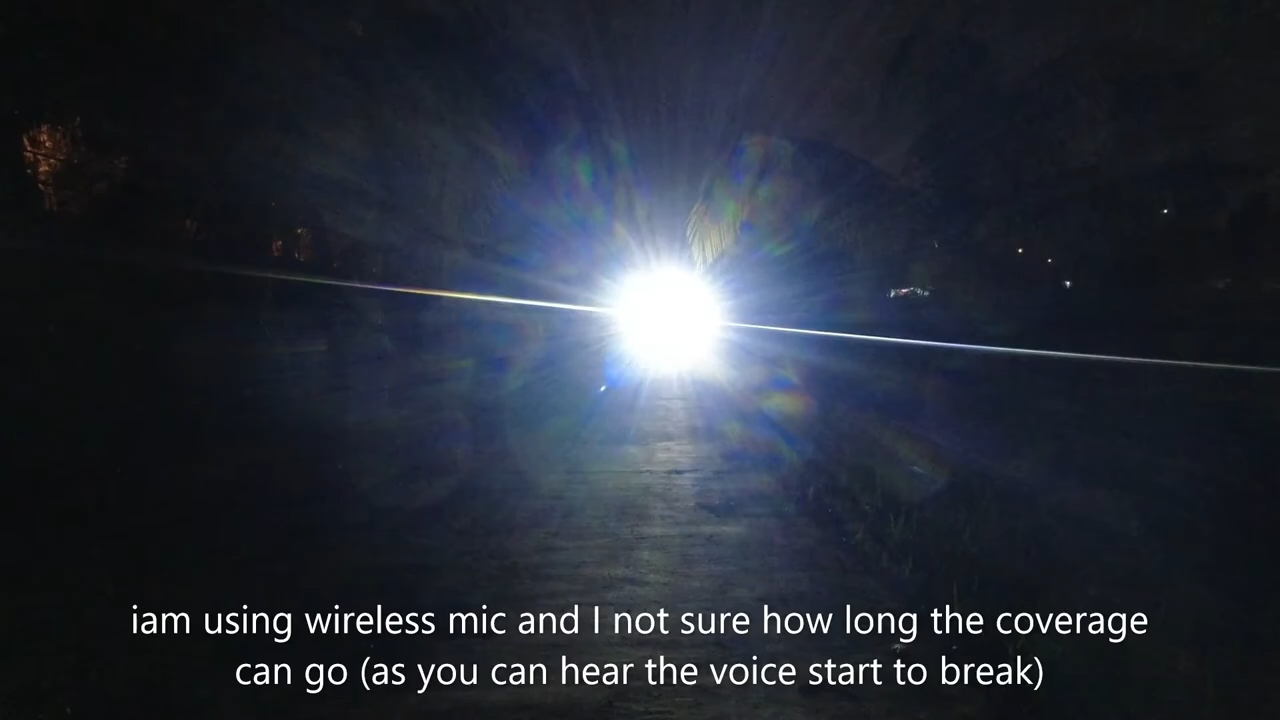 iam using wireless mic and I not sure how long the coverage
can go (as you can hear the voice start to break)